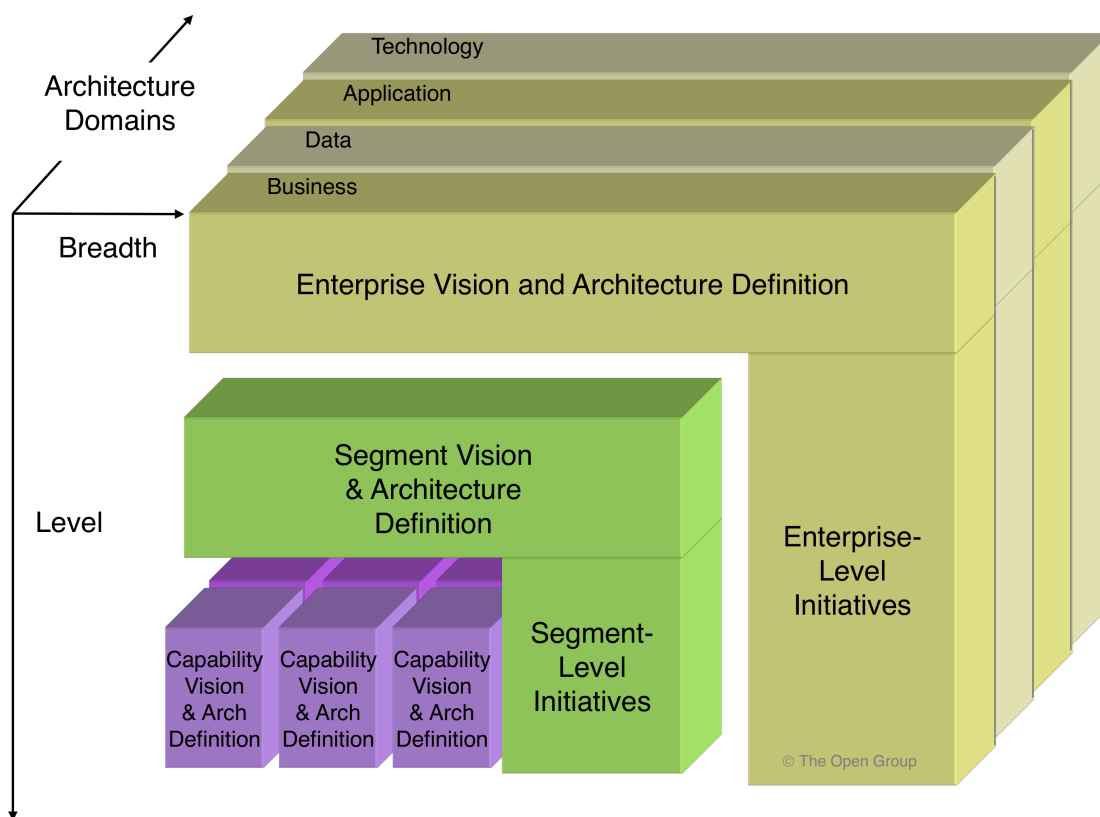 Technology
Architecture
Domains
Application
Data
Business
Breadth
Enterprise Vision and Architecture Definition
Segment Vision
& Architecture
Definition
Level
Enterprise-
Level
Initiatives
Segment-
Level
Initiatives
Capability
Vision
& Arch
Definition
Capability
Vision
& Arch
Definition
Capability
Vision
& Arch
Definition
© The Open Group